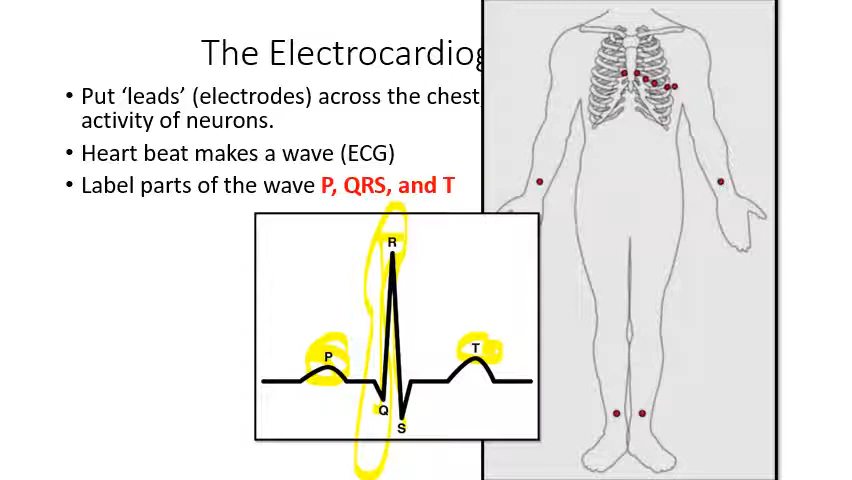 The Electrocardiog
• Put ‘leads’ (electrodes) across the chest
activity of neurons.
• Heart beat makes a wave (ECG)
• Label parts of the wave P, QRS, and T
R
P
T
Q
S